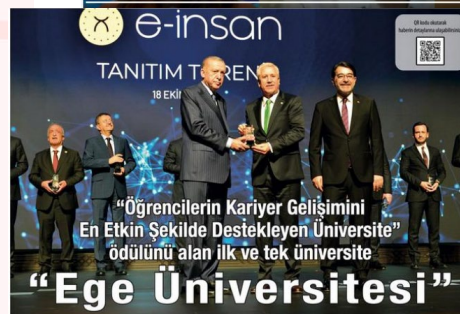 e-insan
QR kodu okutarak
haberin detaylarına ulaşabilirsiniz
TANITIM TÖRENİ
18 EKİM
“Öğrencilerin Kariyer Gelişimini
En Etkin Şekilde Destekleyen Üniversite”
ödülünü alan ilk ve tek üniversite
“Ege Üniversitesi”